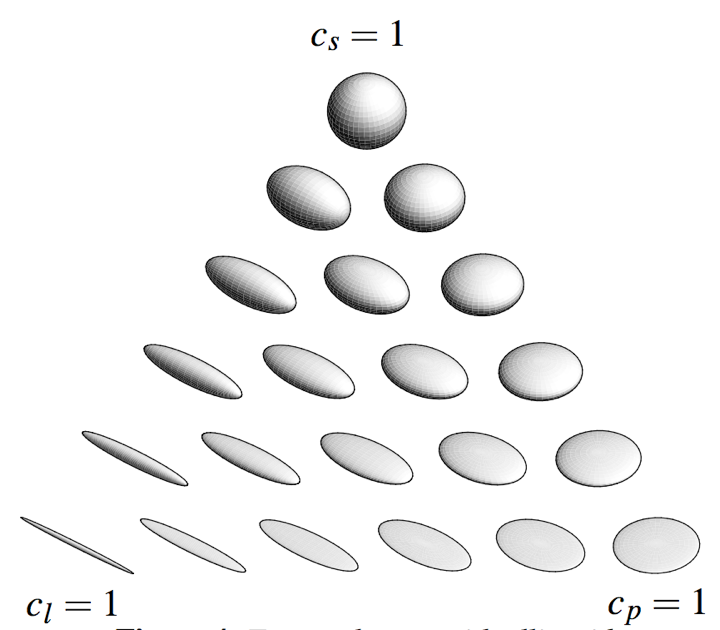 c_s = 1
c_l = 1
c_p = 1